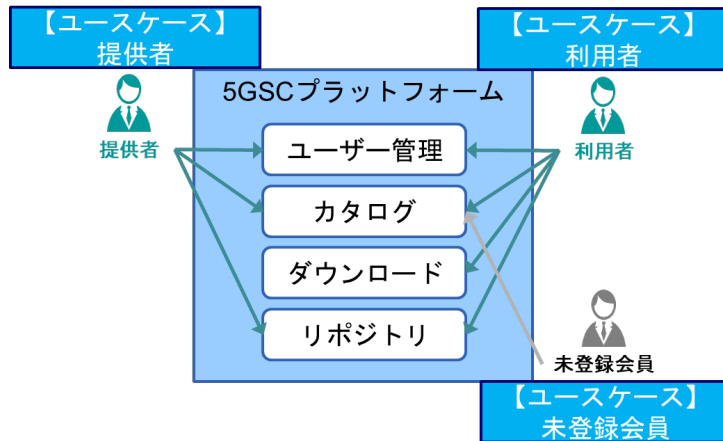 【ユースケース】
提供者
【ユースケース】
利用者
5GSCプラットフォーム
提供者
利用者
ユーザー管理
カタログ
ダウンロード
リポジトリ
未登録会員
【ユースケース】
未登録会員